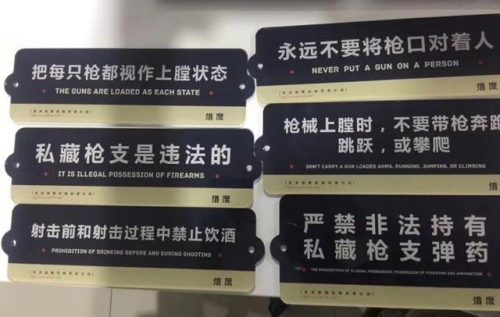 把每只枪都视作上膛状态
THE GUNS ARE LOADED AS EACH STATE
私藏枪支是违法的
IT IS ILLEGAL POSSESSION OF FIREARMS
射击前和射击过程中禁止饮酒
PROHIBITION OF DRINKING BEFORE AND DURING SHOOTING
永远不要将枪口对着人
NEVER PUT A GUN ON A PERSON
枪械上膛时，不要带枪奔跑
跳跃，或攀爬
DON'T CARRY A GUN LOADED ARMS, RUNNING, JUMPING, OR CLIMBING
严禁非法持有
私藏枪支弹药
THE PROHIBITION OF ILLEGAL POSSESSION, POSSESSION OF FIREARMS AND AMMUNITION